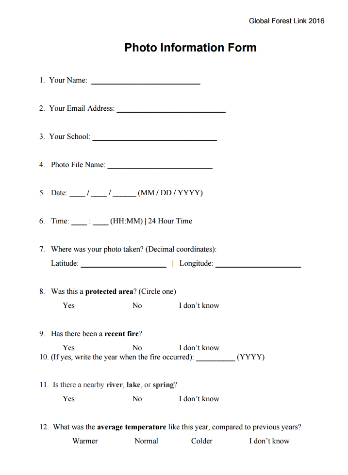 Global Forest Link 2016
Photo Information Form
1. Your Name: ____________________
2. Your Email Address: ____________________
3. Your School: ____________________
4. Photo File Name: ____________________
5. Date: ____ / ____ / ______ (MM / DD / YYYY)
6. Time: ____ : ____ (HH:MM) | 24 Hour Time
7. Where was your photo taken? (Decimal coordinates):
Latitude: ____________________ | Longitude: ____________________
8. Was this a protected area? (Circle one)
Yes No I don't know
9. Has there been a recent fire?
Yes No I don't know
10. (If yes, write the year when the fire occurred): __________ (YYYY)
11. Is there a nearby river, lake, or spring?
Yes No I don't know
12. What was the average temperature like this year, compared to previous years?
Warmer Normal Colder I don't know